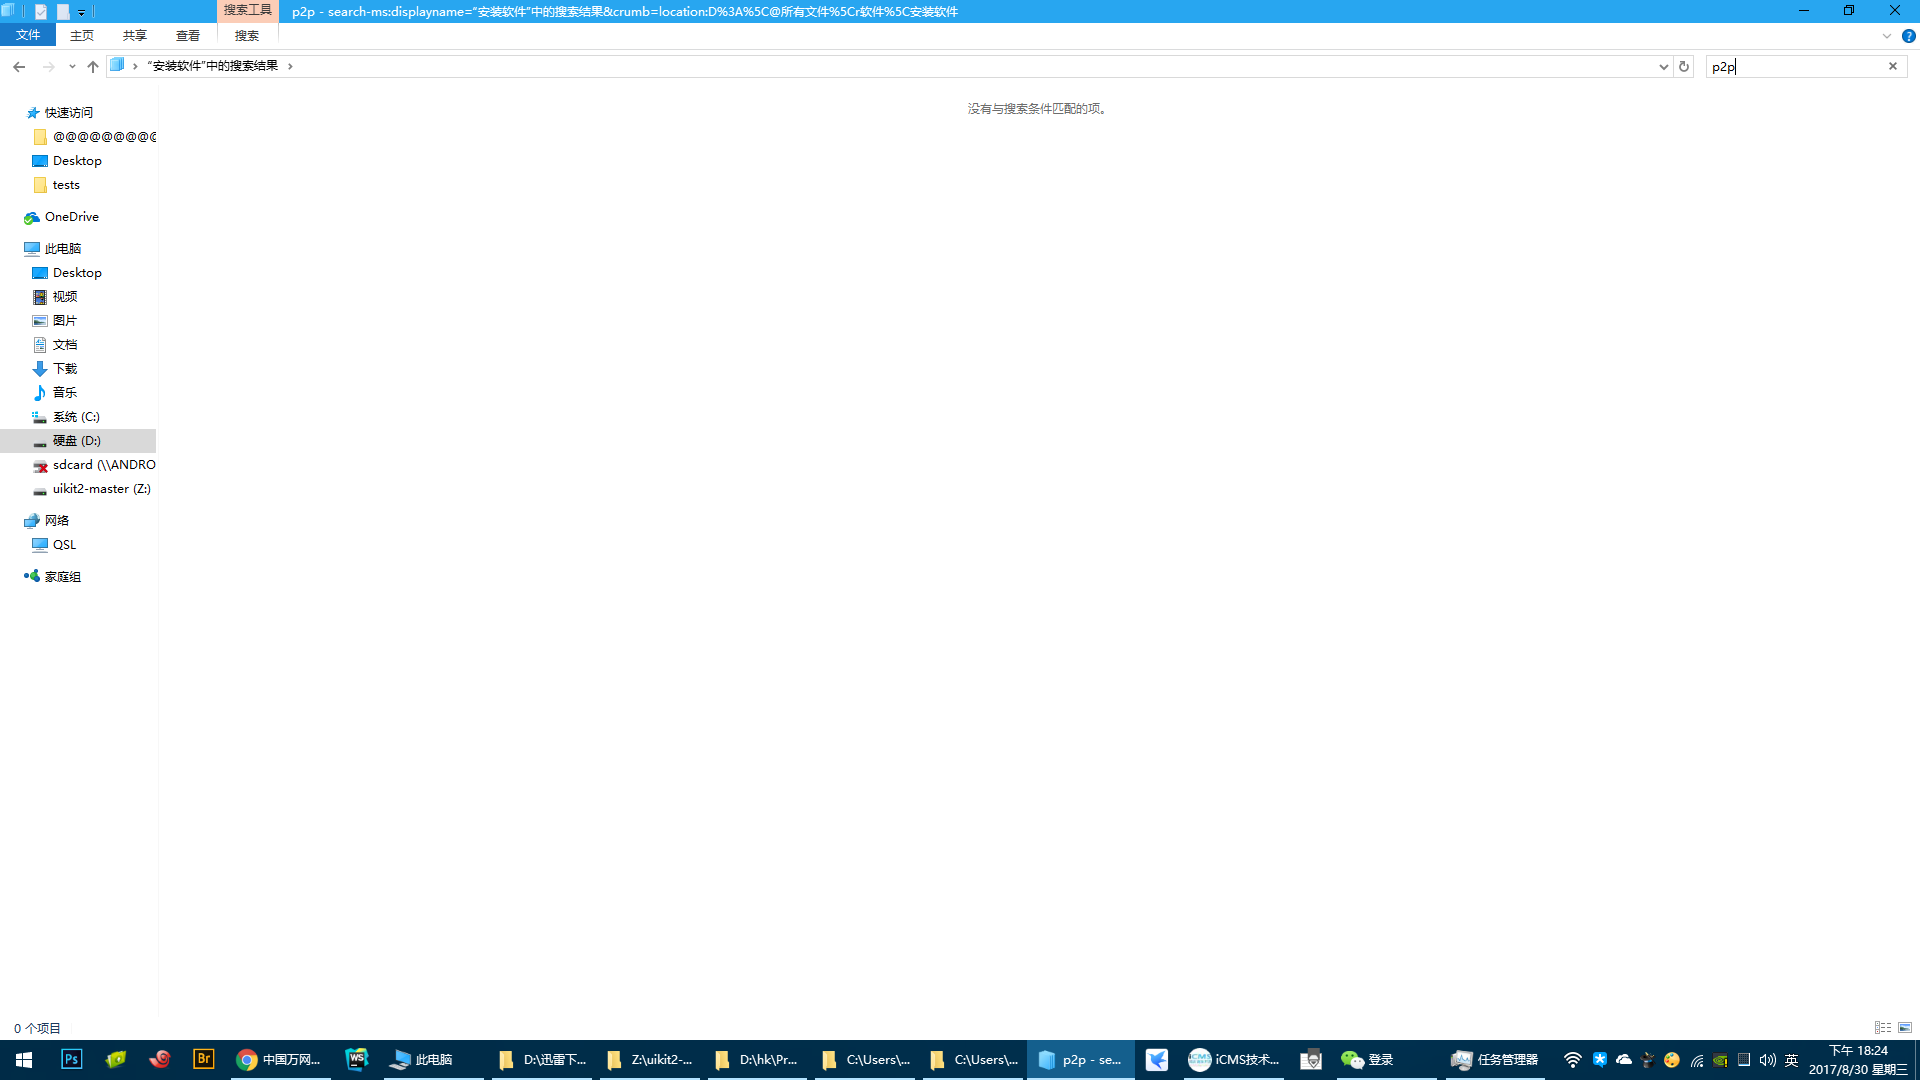 搜索工具
p2p - search-ms:displayname=“安装软件”中的搜索结果&crumb=location:D%3A%5C@所有文件%5Cr软件%5C安装软件
文件 主页 共享 查看 搜索
“安装软件”中的搜索结果
p2p
没有与搜索条件匹配的项。
快速访问
@@@@@@@@@
Desktop
tests
OneDrive
此电脑
Desktop
视频
图片
文档
下载
音乐
系统 (C:)
硬盘 (D:)
sdcard (\\ANDRO
uikit2-master (Z:)
网络
QSL
家庭组
0 个项目
Ps
Br
中国万网...
WS
此电脑
D:\迅雷下...
Z:\uikit2-...
D:\hk\Pr...
C:\Users\...
C:\Users\...
p2p - se...
iCMS
iCMS技术...
登录
任务管理器
英
下午 18:24
2017/8/30 星期三